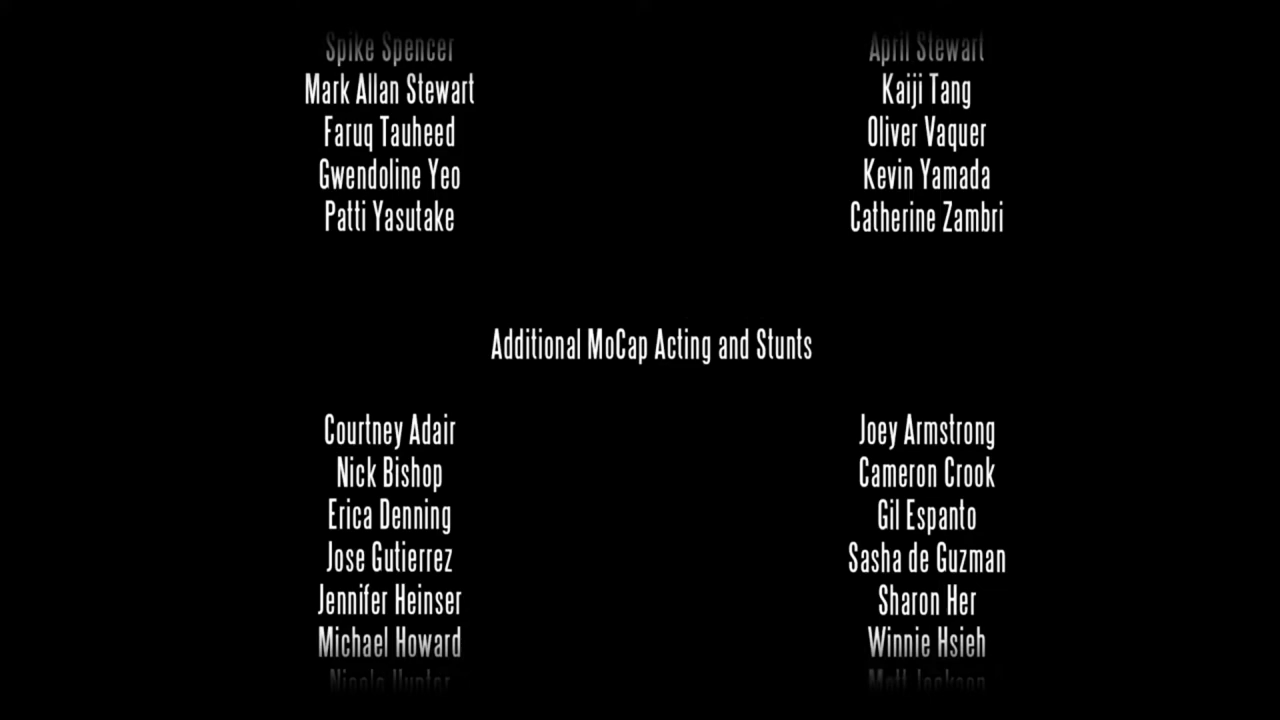 Spike Spencer April Stewart
Mark Allan Stewart Kaiji Tang
Faruq Tauheed Oliver Vaquer
Gwendoline Yeo Kevin Yamada
Patti Yasutake Catherine Zambri
Additional MoCap Acting and Stunts
Courtney Adair Joey Armstrong
Nick Bishop Cameron Crook
Erica Denning Gil Espanto
Jose Gutierrez Sasha de Guzman
Jennifer Heinser Sharon Her
Michael Howard Winnie Hsieh